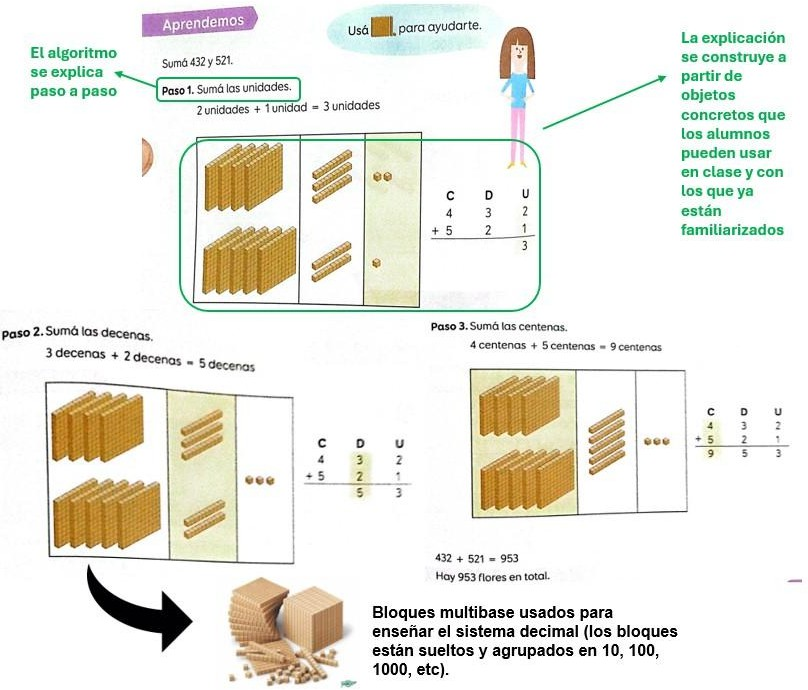 Aprendemos
Usá para ayudarte.
Sumá 432 y 521.
Paso 1. Sumá las unidades.
2 unidades + 1 unidad = 3 unidades
El algoritmo
se explica
paso a paso
La explicación
se construye a
partir de
objetos
concretos que
los alumnos
pueden usar
en clase y con
los que ya
están
familiarizados
C D U
4 3 2
+ 5 2 1
3
Paso 2. Sumá las decenas.
3 decenas + 2 decenas = 5 decenas
C D U
4 3 2
+ 5 2 1
5 3
Paso 3. Sumá las centenas.
4 centenas + 5 centenas = 9 centenas
C D U
4 3 2
+ 5 2 1
9 5 3
432 + 521 = 953
Hay 953 flores en total.
Bloques multibase usados para
enseñar el sistema decimal (los bloques
están sueltos y agrupados en 10, 100,
1000, etc).